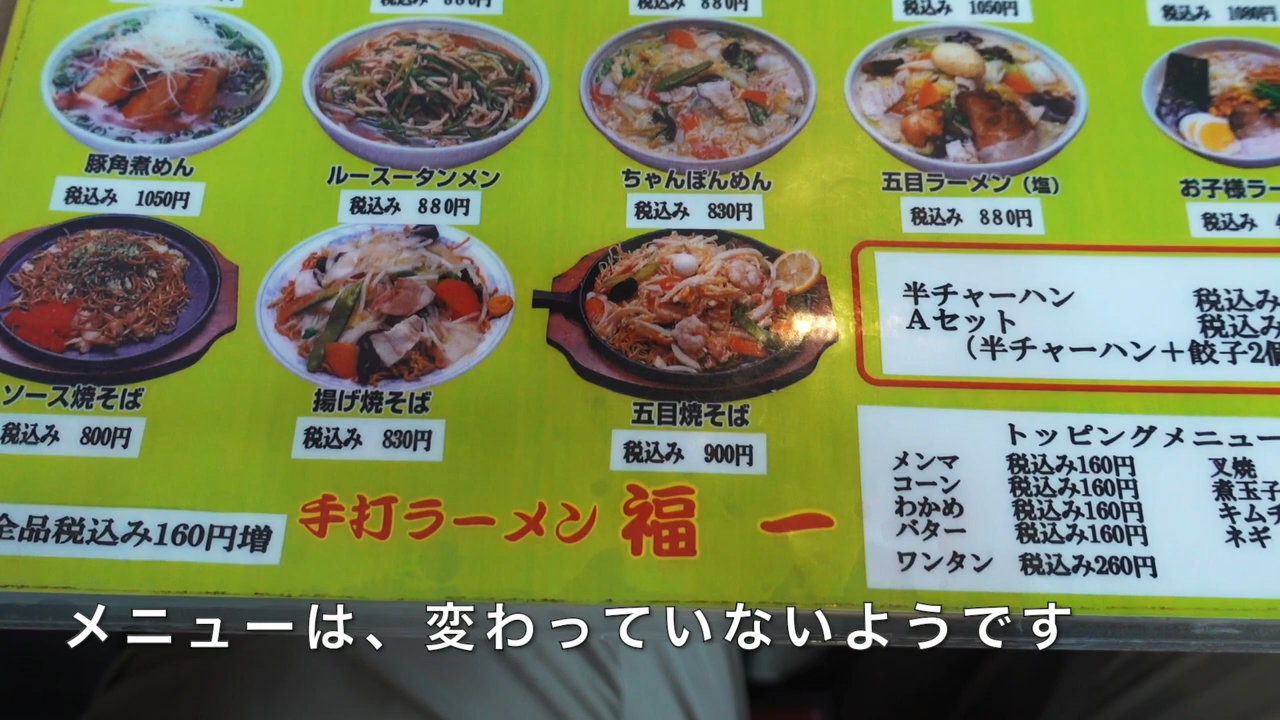 税込み 880円
税込み 880円
税込み 1050円
豚角煮めん
税込み 1050円
ルースータンメン
税込み 880円
ちゃんぽんめん
税込み 830円
五目ラーメン（塩）
税込み 880円
お子様ラー
税込み
ソース焼そば
税込み 800円
揚げ焼そば
税込み 830円
五目焼そば
税込み 900円
半チャーハン 税込み
Aセット 税込み
（半チャーハン＋餃子2個
トッピングメニュー
メンマ 税込み160円 叉焼
コーン 税込み160円 煮玉子
わかめ 税込み160円 キムチ
バター 税込み160円 ネギ
ワンタン 税込み260円
全品税込み160円増
手打ラーメン 福一
メニューは、変わっていないようです